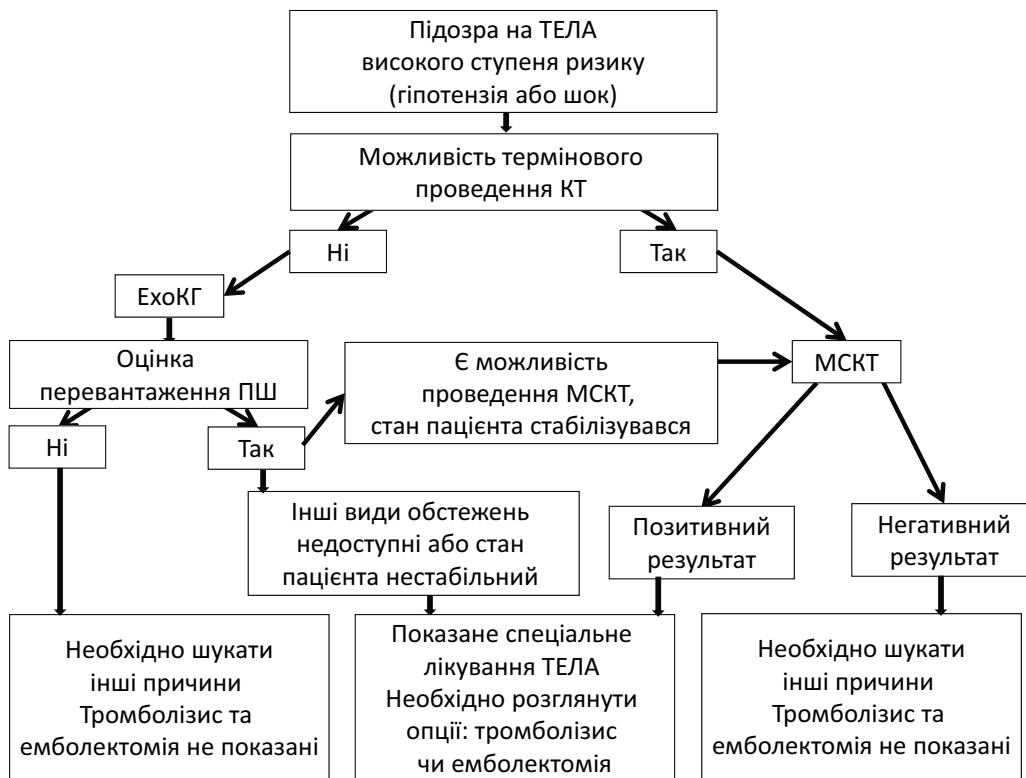 Підозра на ТЕЛА
високого ступеня ризику
(гіпотензія або шок)
Можливість термінового
проведення КТ
Ні
Так
ЕхоКГ
Оцінка
перевантаження ПШ
Є можливість
проведення МСКТ,
стан пацієнта стабілізувався
МСКТ
Ні
Так
Інші види обстежень
недоступні або стан
пацієнта нестабільний
Позитивний
результат
Негативний
результат
Необхідно шукати
інші причини
Тромболізис та
емболектомія не показані
Показане спеціальне
лікування ТЕЛА
Необхідно розглянути
опції: тромболізис
чи емболектомія
Необхідно шукати
інші причини
Тромболізис та
емболектомія не показані